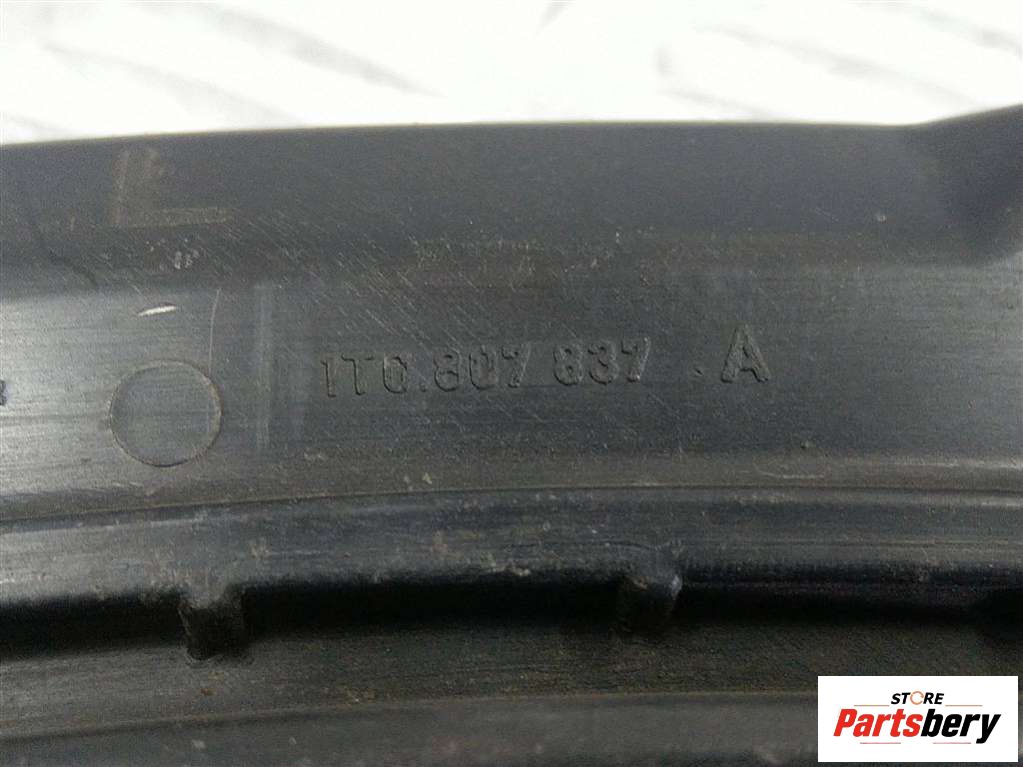 1T0.807 837 . A
STORE
Partsbery